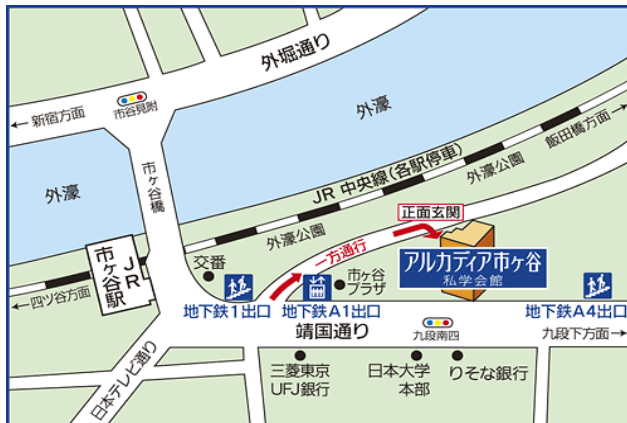 外堀通り
市谷見附
←新宿方面
外濠
飯田橋方面→
市ヶ谷橋
JR 中央線(各駅停車)
外濠公園
外濠
正面玄関
外濠公園
一方通行
アルカディア市ヶ谷
私学会館
JR
市ヶ谷駅
交番
市ヶ谷
プラザ
←四ツ谷方面
地下鉄1出口
地下鉄A1出口
地下鉄A4出口
靖国通り
九段南四
九段下方面→
日本テレビ通り
三菱東京
UFJ銀行
日本大学
本部
りそな銀行